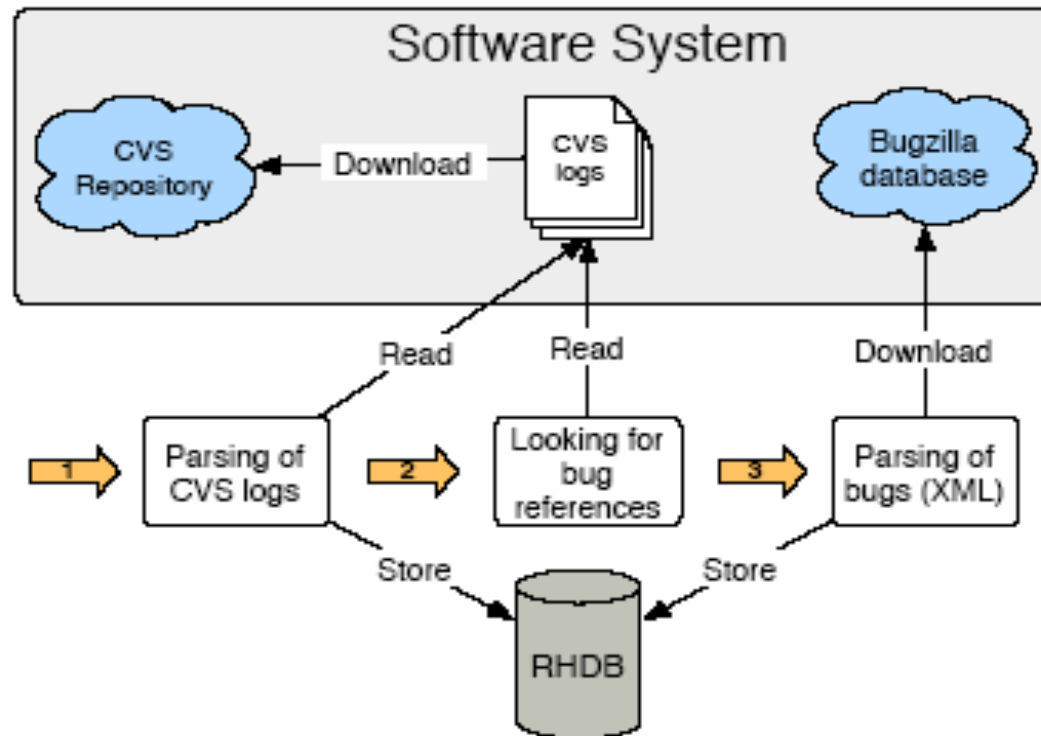 Software System
CVS
Repository
Download
CVS
logs
Bugzilla
database
Read
Read
Download
1
Parsing of
CVS logs
2
Looking for
bug
references
3
Parsing of
bugs (XML)
Store
Store
RHDB